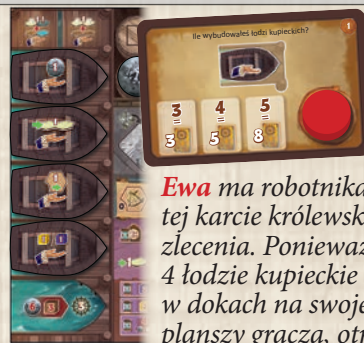 Ile wybudowałeś łodzi kupieckich?
1
3 4 5
= = =
3 5 8
Ewa ma robotnika
tej karcie królewsk
zlecenia. Ponieważ
4 łodzie kupieckie
w dokach na swoje
planszy gracza, otr